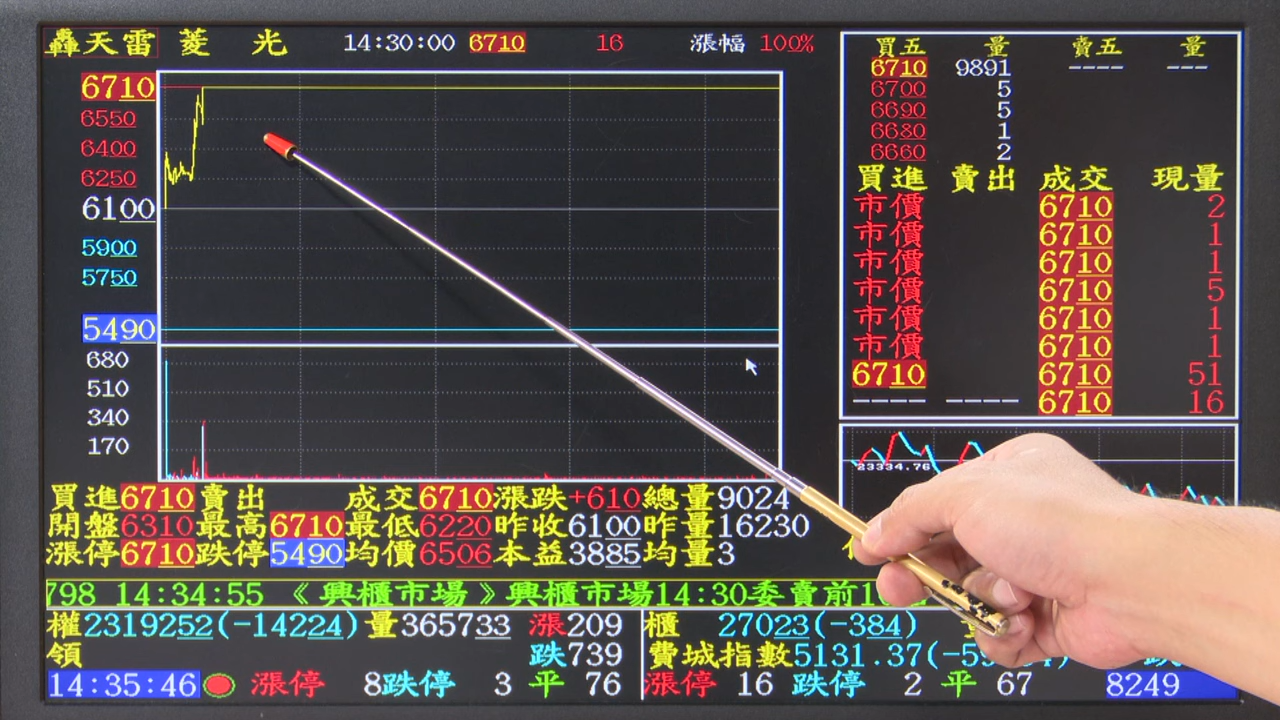 轟天雷 菱 光 14:30:00 6710 16 漲幅 100%
6710
6550
6400
6250
6100
5900
5750
5490
680
510
340
170
買五 量 賣五 量
6710 9891 ---- ---
6700 5
6690 5
6680 1
6660 2
買進 賣出 成交 現量
市價 6710 2
市價 6710 1
市價 6710 1
市價 6710 5
市價 6710 1
市價 6710 1
6710 6710 51
---- ---- 6710 16
23334.76
買進6710賣出 成交6710漲跌+610總量9024
開盤6310最高6710最低6220昨收6100昨量16230
漲停6710跌停5490均價6506本益3885均量3
798 14:34:55 《興櫃市場》興櫃市場14:30委賣前
權2319252(-14224)量365733 漲209 櫃 27023(-384)
領 跌739 費城指數5131.37
14:35:46 漲停 8跌停 3平 76 漲停 16 跌停 2平 67 8249